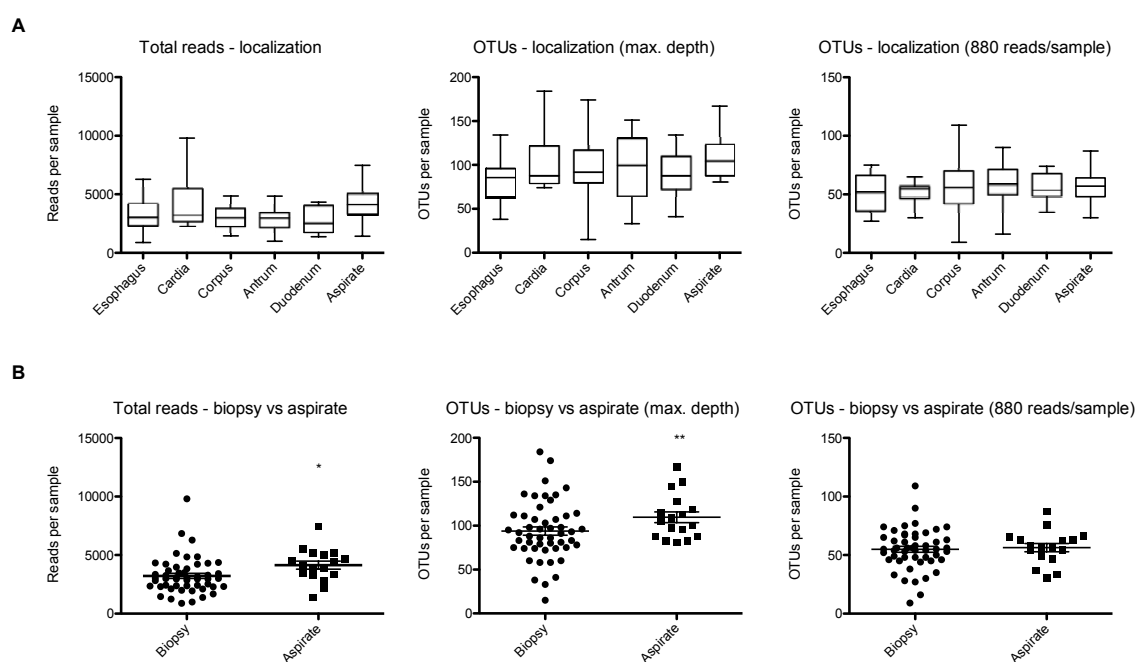 A
Total reads - localization
OTUs - localization (max. depth)
OTUs - localization (880 reads/sample)
Reads per sample
15000
10000
5000
0
Esophagus
Cardia
Corpus
Antrum
Duodenum
Aspirate
OTUs per sample
200
150
100
50
0
Esophagus
Cardia
Corpus
Antrum
Duodenum
Aspirate
OTUs per sample
150
100
50
0
Esophagus
Cardia
Corpus
Antrum
Duodenum
Aspirate
B
Total reads - biopsy vs aspirate
OTUs - biopsy vs aspirate (max. depth)
OTUs - biopsy vs aspirate (880 reads/sample)
Reads per sample
15000
10000
5000
0
*
Biopsy
Aspirate
OTUs per sample
200
150
100
50
0
**
Biopsy
Aspirate
OTUs per sample
150
100
50
0
Biopsy
Aspirate